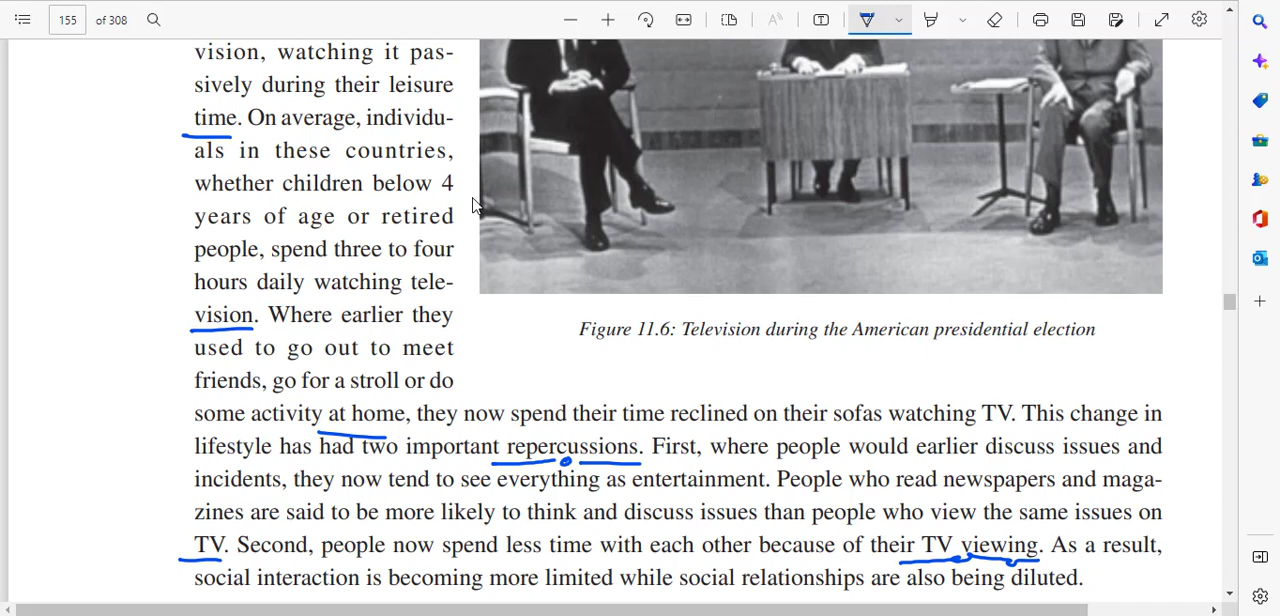 155 of 308
vision, watching it pas-
sively during their leisure
time. On average, individu-
als in these countries,
whether children below 4
years of age or retired
people, spend three to four
hours daily watching tele-
vision. Where earlier they
used to go out to meet
friends, go for a stroll or do
Figure 11.6: Television during the American presidential election
some activity at home, they now spend their time reclined on their sofas watching TV. This change in
lifestyle has had two important repercussions. First, where people would earlier discuss issues and
incidents, they now tend to see everything as entertainment. People who read newspapers and maga-
zines are said to be more likely to think and discuss issues than people who view the same issues on
TV. Second, people now spend less time with each other because of their TV viewing. As a result,
social interaction is becoming more limited while social relationships are also being diluted.